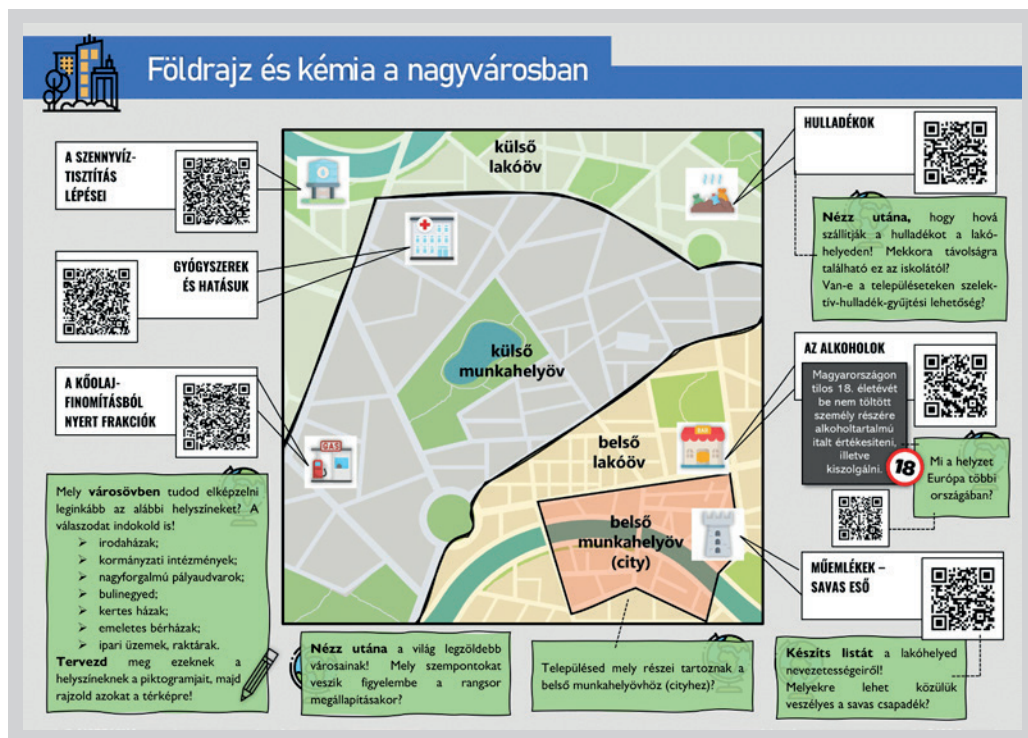 Földrajz és kémia a nagyvárosban
A SZENNYVÍZ-
TISZTÍTÁS
LÉPÉSEI
GYÓGYSZEREK
ÉS HATÁSUK
A KŐOLAJ-
FINOMÍTÁSBÓL
NYERT FRAKCIÓK
Mely városövben tudod elképzelni
leginkább az alábbi helyszíneket? A
válaszodat indokold is!
➢ irodaházak;
➢ kormányzati intézmények;
➢ nagyforgalmú pályaudvarok;
➢ bulinegyed;
➢ kertes házak;
➢ emeletes bérházak;
➢ ipari üzemek, raktárak.
Tervezd meg ezeknek a
helyszíneknek a piktogramjait, majd
rajzold azokat a térképre!
külső
lakóöv
külső
munkahelyöv
GAS
belső
lakóöv
BAR
belső
munkahelyöv
(city)
Nézz utána a világ legzöldebb
városainak! Mely szempontokat
veszik figyelembe a rangsor
megállapításakor?
Településed mely részei tartoznak a
belső munkahelyövhöz (cityhez)?
HULLADÉKOK
Nézz utána, hogy hová
szállítják a hulladékot a lakó-
helyeden! Mekkora távolságra
található ez az iskolától?
Van-e a településeteken szelek-
tív-hulladék-gyűjtési lehetőség?
AZ ALKOHOLOK
Magyarországon
tilos 18. életévét
be nem töltött
személy részére
alkoholtartalmú
italt értékesíteni,
illetve
kiszolgálni.
18
Mi a helyzet
Európa többi
országában?
MŰEMLÉKEK –
SAVAS ESŐ
Készíts listát a lakóhelyed
nevezetességeiről!
Melyekre lehet közülük
veszélyes a savas csapadék?